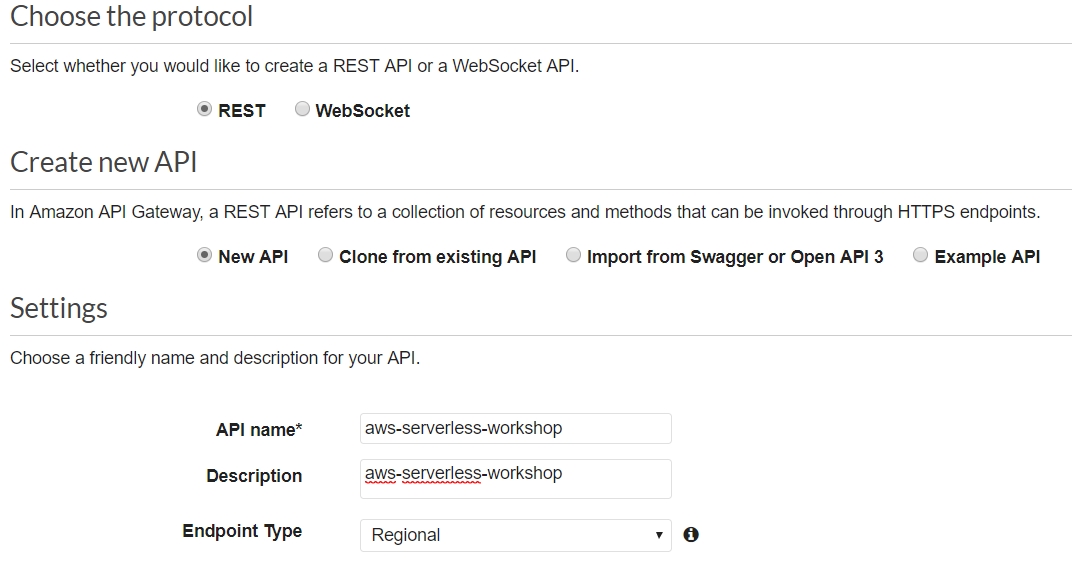 Choose the protocol
Select whether you would like to create a REST API or a WebSocket API.
REST WebSocket
Create new API
In Amazon API Gateway, a REST API refers to a collection of resources and methods that can be invoked through HTTPS endpoints.
New API Clone from existing API Import from Swagger or Open API 3 Example API
Settings
Choose a friendly name and description for your API.
API name* aws-serverless-workshop
Description aws-serverless-workshop
Endpoint Type Regional